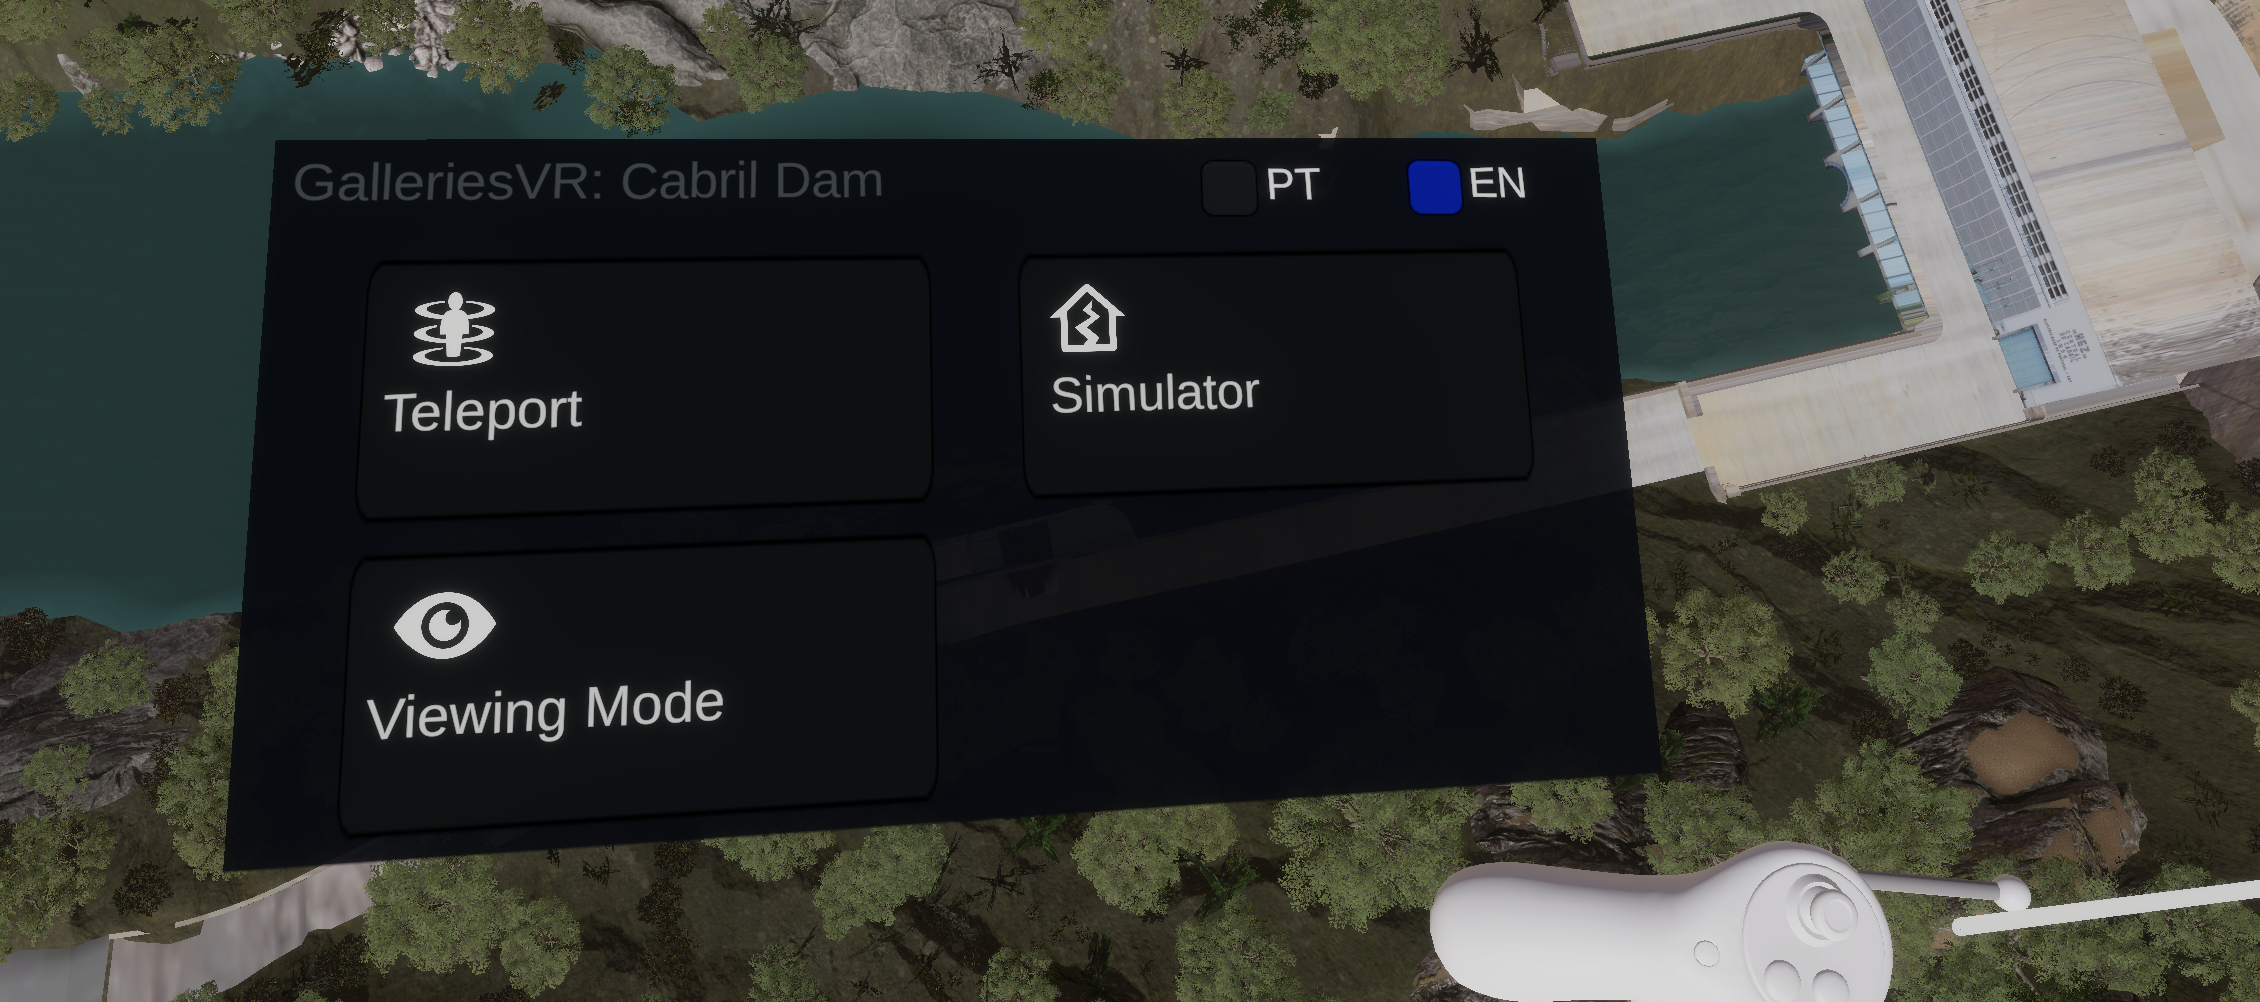 GalleriesVR: Cabril Dam
PT
EN
Teleport
Simulator
Viewing Mode